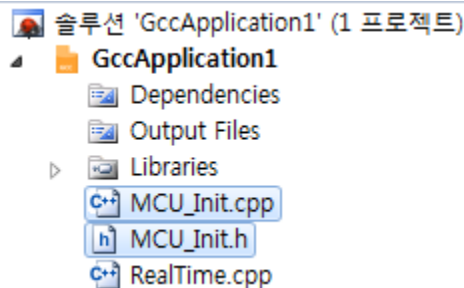 솔루션 'GccApplication1' (1 프로젝트)
GccApplication1
Dependencies
Output Files
Libraries
MCU_Init.cpp
MCU_Init.h
RealTime.cpp